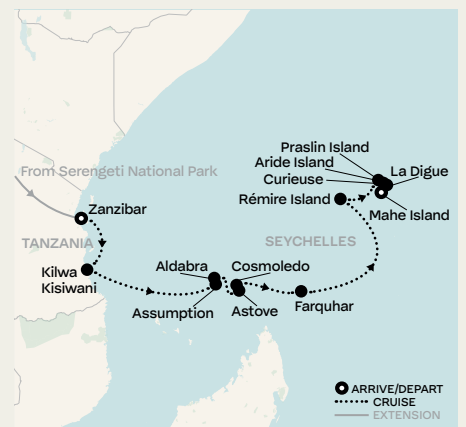 Praslin Island
Aride Island
La Digue
Curieuse
From Serengeti National Park
Rémire Island
Zanzibar
Mahe Island
TANZANIA
SEYCHELLES
Kilwa
Kisiwani
Aldabra
Cosmoledo
Assumption
Astove
Farquhar
ARRIVE/DEPART
CRUISE
EXTENSION